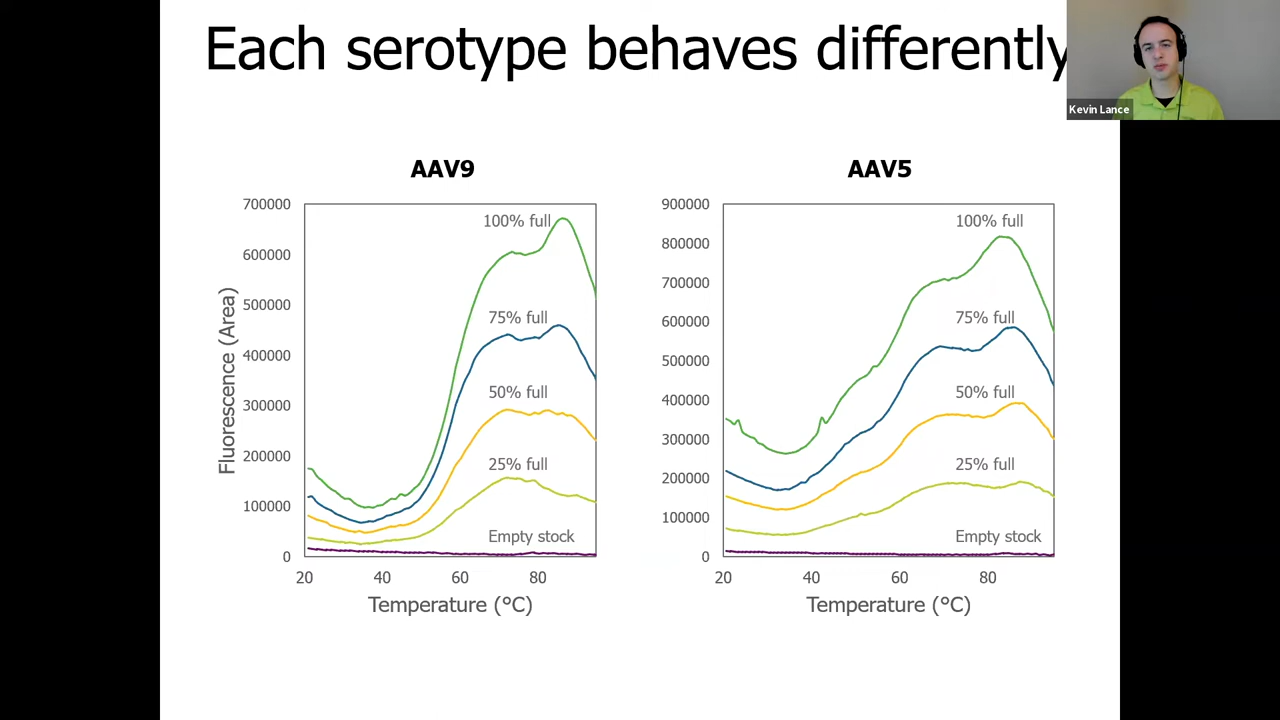 Each serotype behaves differently
Kevin Lance
AAV9
700000
600000
500000
400000
300000
200000
100000
0
Fluorescence (Area)
100% full
75% full
50% full
25% full
Empty stock
20 40 60 80
Temperature (°C)
AAV5
900000
800000
700000
600000
500000
400000
300000
200000
100000
0
100% full
75% full
50% full
25% full
Empty stock
20 40 60 80
Temperature (°C)